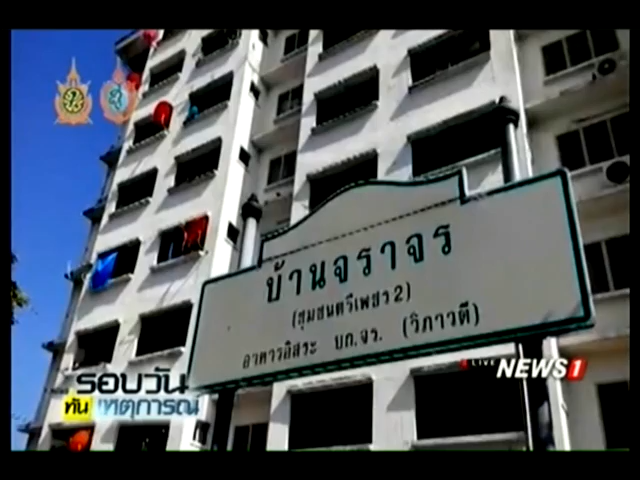 บ้านจราจร
(ชุมชนตรีเพชร 2)
อาคารอิสระ บก.จร. (วิภาวดี)
LIVE NEWS1
รอบวัน
ทัน เหตุการณ์